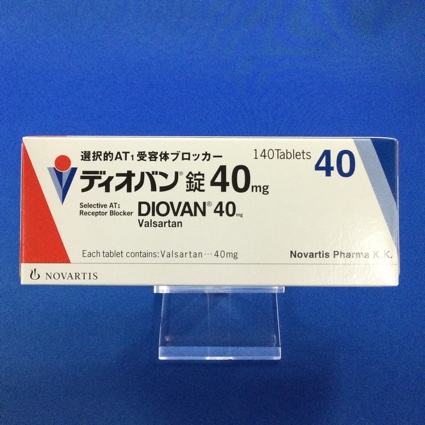 選択的AT₁受容体ブロッカー
140Tablets
40
ディオバン®錠40mg
Selective AT₁
Receptor Blocker
DIOVAN® 40mg
Valsartan
Each tablet contains: Valsartan … 40mg
Novartis Pharma K.K.
NOVARTIS